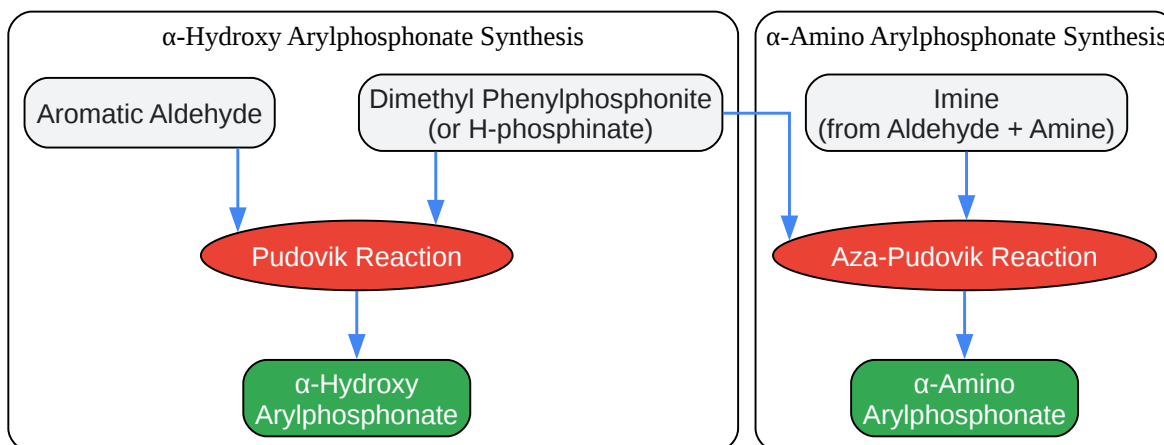 α-Hydroxy Arylphosphonate Synthesis
Aromatic Aldehyde
Dimethyl Phenylphosphonite
(or H-phosphinate)
Pudovik Reaction
α-Hydroxy
Arylphosphonate
α-Amino Arylphosphonate Synthesis
Imine
(from Aldehyde + Amine)
Aza-Pudovik Reaction
α-Amino
Arylphosphonate